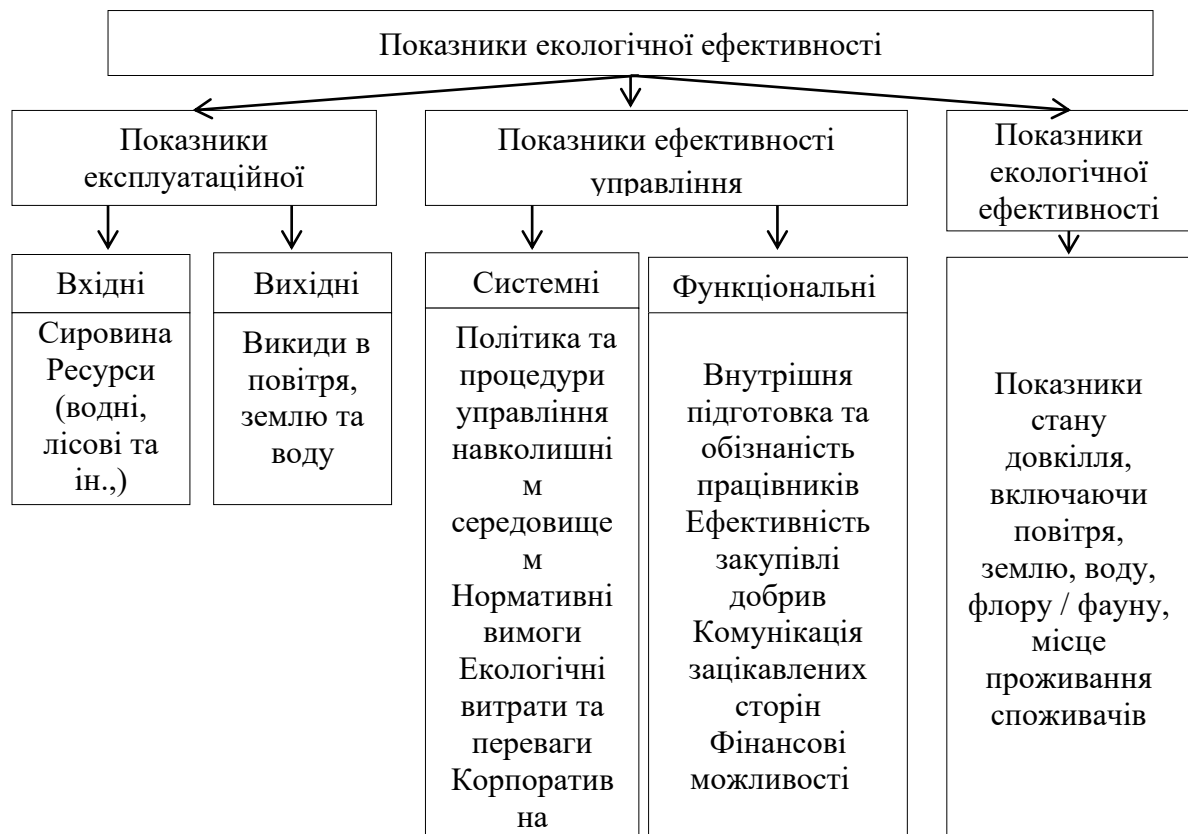 Показники екологічної ефективності
Показники
експлуатаційної
Показники ефективності
управління
Показники
екологічної
ефективності
Вхідні
Сировина
Ресурси
(водні,
лісові та
ін.,)
Вихідні
Викиди в
повітря,
землю та
воду
Системні
Політика та
процедури
управління
навколишні
м
середовище
м
Нормативні
вимоги
Екологічні
витрати та
переваги
Корпоратив
на
Функціональні
Внутрішня
підготовка та
обізнаність
працівників
Ефективність
закупівлі
добрив
Комунікація
зацікавлених
сторін
Фінансові
можливості
Показники
стану
довкілля,
включаючи
повітря,
землю, воду,
флору / фауну,
місце
проживання
споживачів